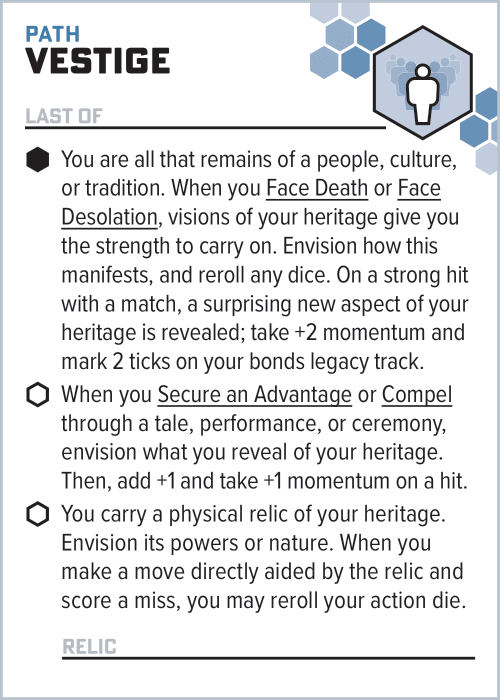 PATH
VESTIGE
LAST OF
You are all that remains of a people, culture,
or tradition. When you Face Death or Face
Desolation, visions of your heritage give you
the strength to carry on. Envision how this
manifests, and reroll any dice. On a strong hit
with a match, a surprising new aspect of your
heritage is revealed; take +2 momentum and
mark 2 ticks on your bonds legacy track.
When you Secure an Advantage or Compel
through a tale, performance, or ceremony,
envision what you reveal of your heritage.
Then, add +1 and take +1 momentum on a hit.
You carry a physical relic of your heritage.
Envision its powers or nature. When you
make a move directly aided by the relic and
score a miss, you may reroll your action die.
RELIC